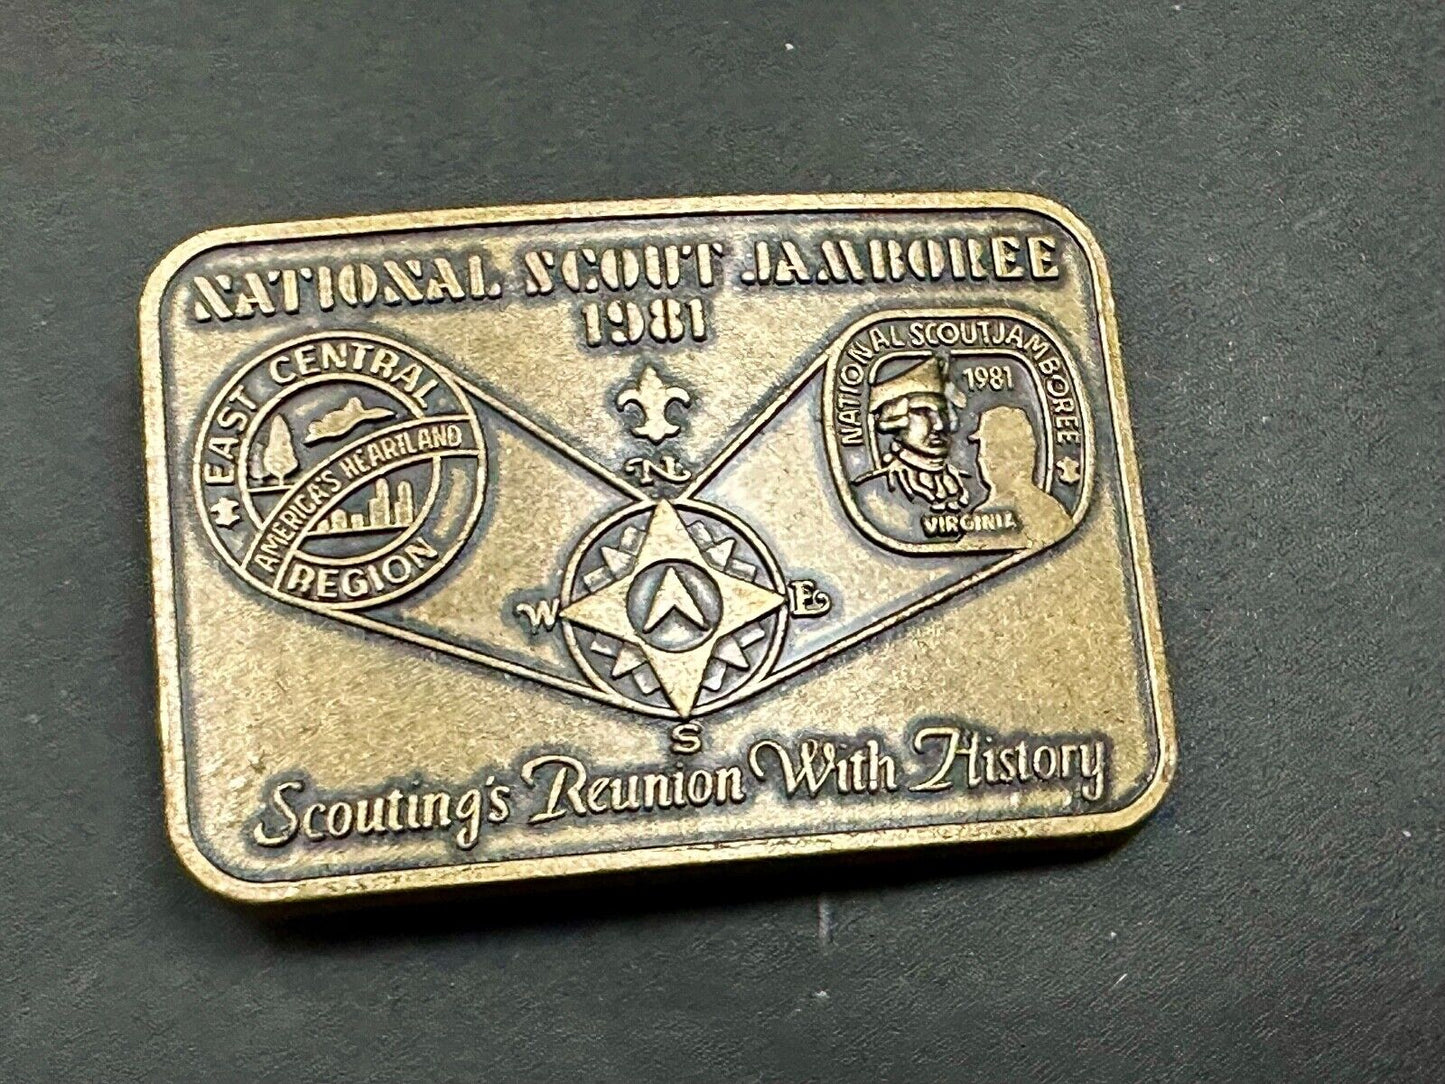 NATIONAL SCOUT JAMBOREE
1981
EAST CENTRAL
AMERICA'S HEARTLAND
REGION
NATIONAL SCOUT JAMBOREE
1981
VIRGINIA
N
W
E
S
Scouting's Reunion With History